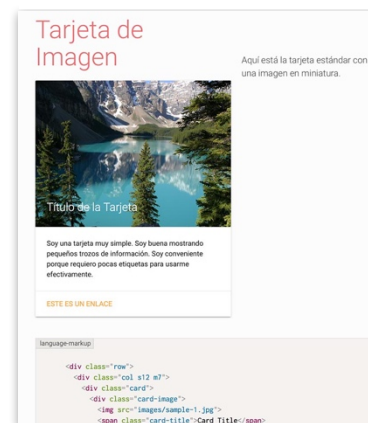 Tarjeta de
Imagen
Aquí está la tarjeta estándar con
una imagen en miniatura.
Título de la Tarjeta
Soy una tarjeta muy simple. Soy buena mostrando
pequeños trozos de información. Soy conveniente
porque requiero pocas etiquetas para usarme
efectivamente.
ESTE ES UN ENLACE
language-markup
<div class="row">
<div class="col s12 m7">
<div class="card">
<div class="card-image">
<img src="images/sample-1.jpg">
<span class="card-title">Card Title</span>